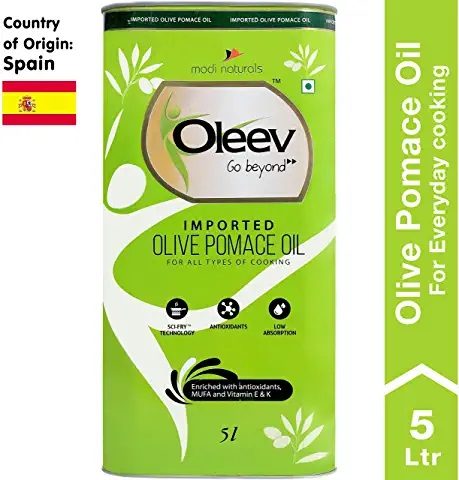 Country
of Origin:
Spain
IMPORTED OLIVE POMACE OIL
IMPORTED OLIVE POMACE OIL
modi naturals
TM
Oleev
Go beyond
IMPORTED
OLIVE POMACE OIL
FOR ALL TYPES OF COOKING
SCI-FRY™
TECHNOLOGY
ANTIOXIDANTS
LOW
ABSORPTION
Enriched with antioxidants,
MUFA and Vitamin E & K
5l
Olive Pomace Oil
For Everyday cooking
5
Ltr